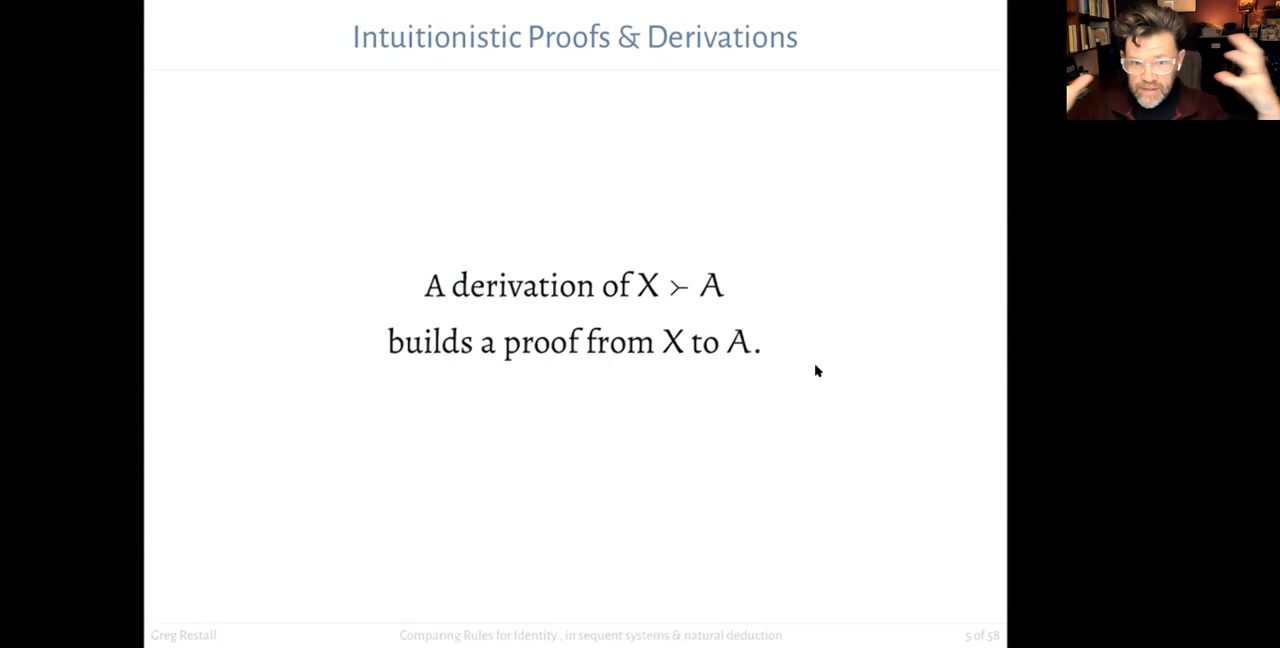 Intuitionistic Proofs & Derivations
A derivation of X ≻ A
builds a proof from X to A.
Greg Restall
Comparing Rules for Identity , in sequent systems & natural deduction
5 of 58